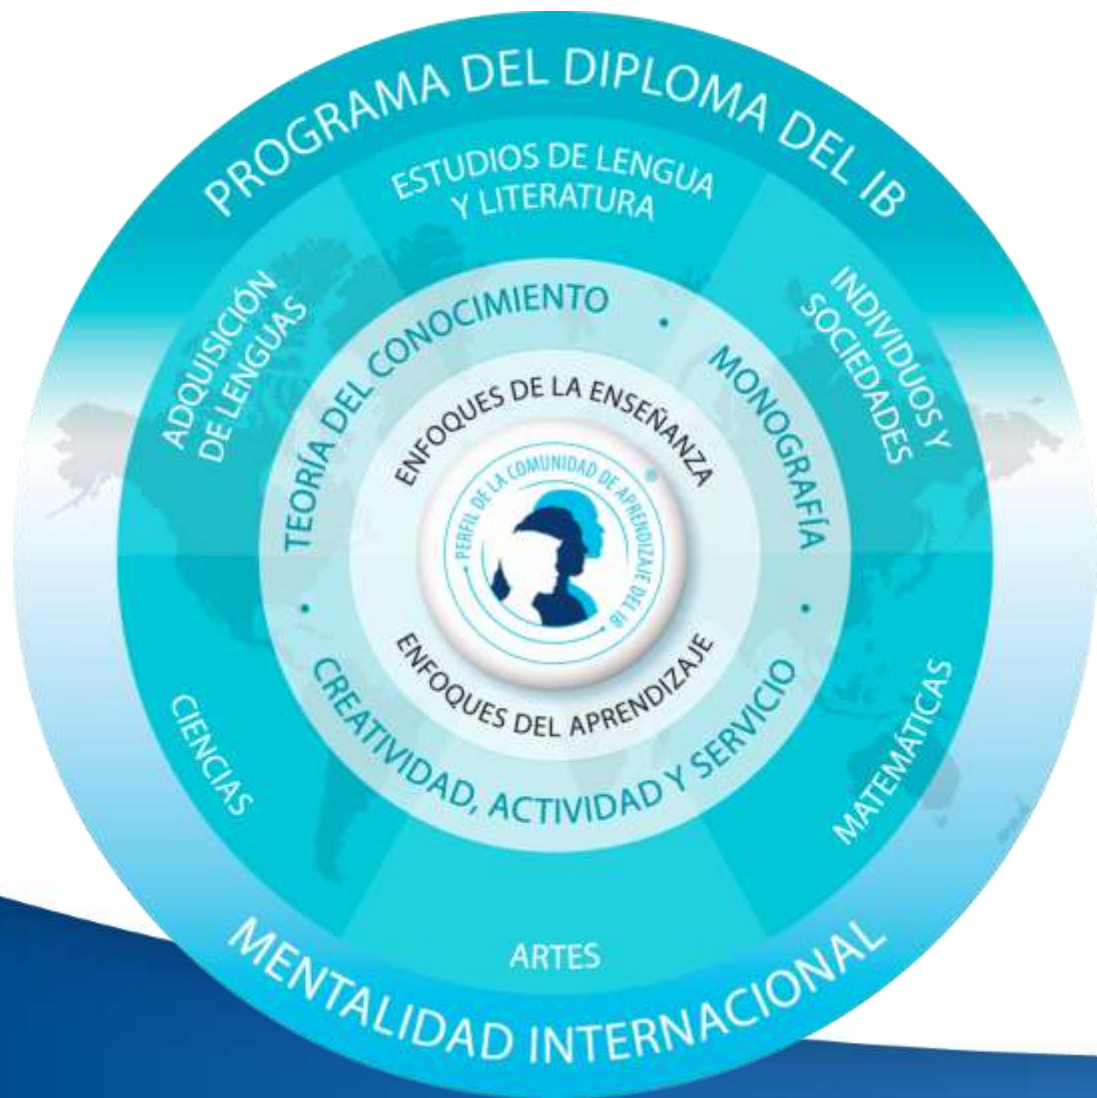 PROGRAMA DEL DIPLOMA DEL IB
ESTUDIOS DE LENGUA
Y LITERATURA
ADQUISICIÓN
DE LENGUAS
INDIVIDUOS Y
SOCIEDADES
TEORÍA DEL CONOCIMIENTO
•
MONOGRAFÍA
•
ENFOQUES DE LA ENSEÑANZA
• PERFIL DE LA COMUNIDAD DE APRENDIZAJE DEL IB •
®
ENFOQUES DEL APRENDIZAJE
•
CREATIVIDAD, ACTIVIDAD Y SERVICIO
CIENCIAS
MATEMÁTICAS
ARTES
MENTALIDAD INTERNACIONAL